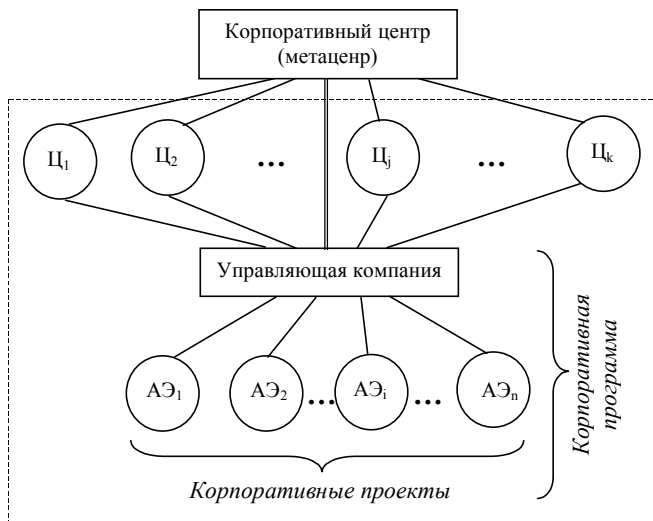 Корпоративный центр
(метаценр)
Ц1 Ц2 ... Цj ... Цk
Управляющая компания
АЭ1 АЭ2 ... АЭi ... АЭn
Корпоративные проекты
Корпоративная
программа